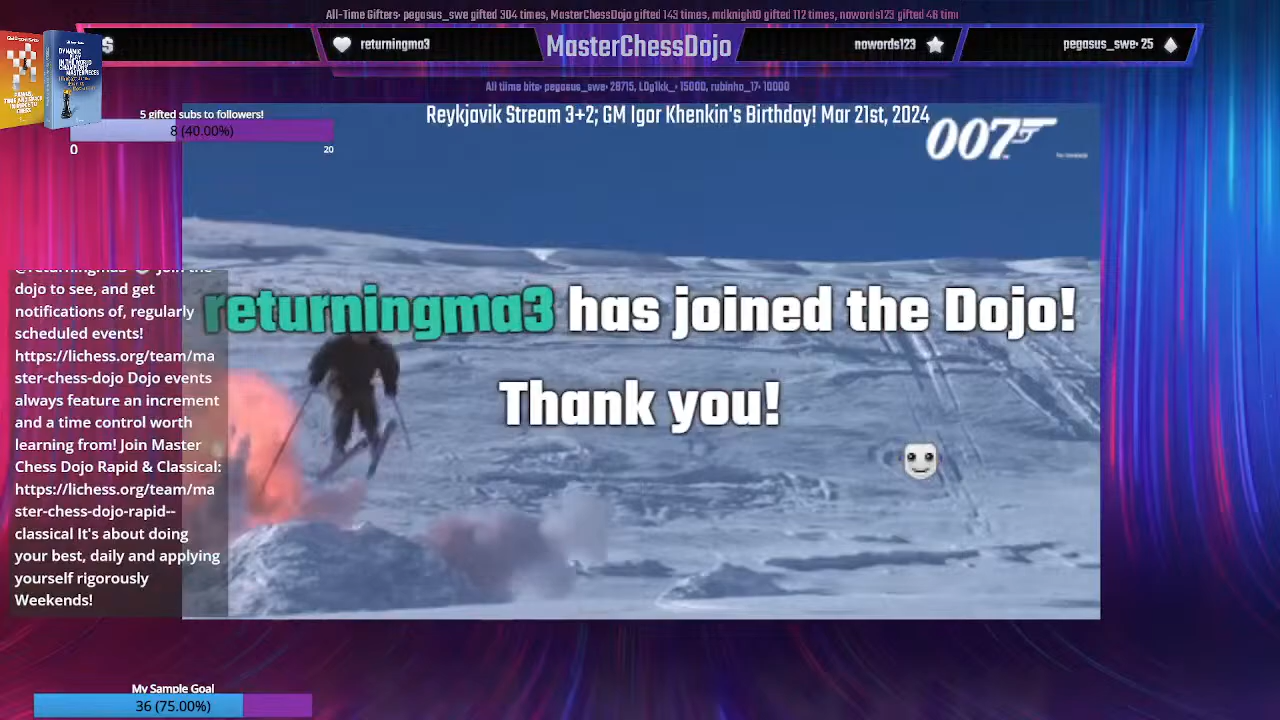 All-Time Gifters: pegasus_swe gifted 304 times, MasterChessDojo gifted 143 times, mdknight0 gifted 112 times, nowords123 gifted 46 tim
$
returningma3
MasterChessDojo
nowords123
pegasus_swe: 25
All time bits: pegasus_swe: 28715, L0g1kk_: 15000, rubinho_17: 10000
Reykjavik Stream 3+2; GM Igor Khenkin's Birthday! Mar 21st, 2024
007
5 gifted subs to followers!
8 (40.00%)
0
20
@returningma3 join the
dojo to see, and get
notifications of, regularly
scheduled events!
https://lichess.org/team/ma
ster-chess-dojo Dojo events
always feature an increment
and a time control worth
learning from! Join Master
Chess Dojo Rapid & Classical:
https://lichess.org/team/ma
ster-chess-dojo-rapid--
classical It's about doing
your best, daily and applying
yourself rigorously
Weekends!
returningma3 has joined the Dojo!
Thank you!
My Sample Goal
36 (75.00%)